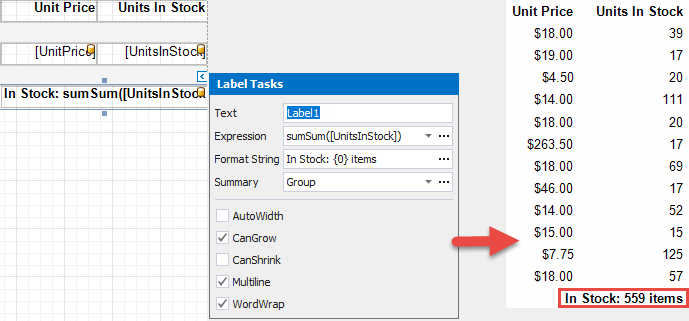 Unit Price Units In Stock
[UnitPrice] [UnitsInStock]
In Stock: sumSum([UnitsInStock
Label Tasks
Text Label1
Expression sumSum([UnitsInStock])
Format String In Stock: {0} items
Summary Group
AutoWidth
CanGrow
CanShrink
Multiline
WordWrap
Unit Price Units In Stock
$18.00 39
$19.00 17
$4.50 20
$14.00 111
$18.00 20
$263.50 17
$18.00 69
$46.00 17
$14.00 52
$15.00 15
$7.75 125
$18.00 57
In Stock: 559 items